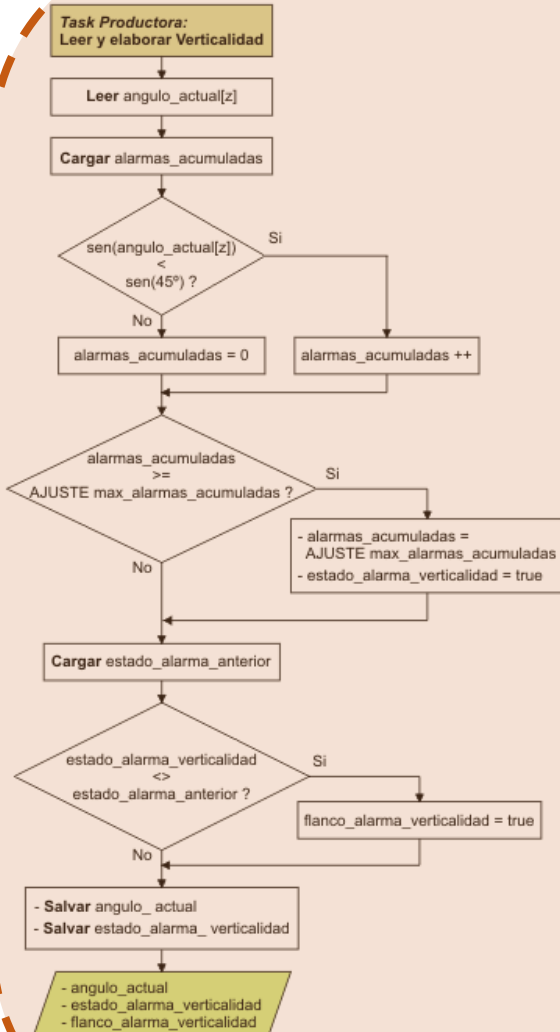 Task Productora:
Leer y elaborar Verticalidad
Leer angulo_actual[z]
Cargar alarmas_acumuladas
sen(angulo_actual[z])
<
sen(45º) ?
Si
No
alarmas_acumuladas = 0
alarmas_acumuladas ++
alarmas_acumuladas
>=
AJUSTE max_alarmas_acumuladas ?
Si
- alarmas_acumuladas =
AJUSTE max_alarmas_acumuladas
- estado_alarma_verticalidad = true
No
Cargar estado_alarma_anterior
estado_alarma_verticalidad
<>
estado_alarma_anterior ?
Si
flanco_alarma_verticalidad = true
No
- Salvar angulo_ actual
- Salvar estado_alarma_ verticalidad
- angulo_actual
- estado_alarma_verticalidad
- flanco_alarma_verticalidad